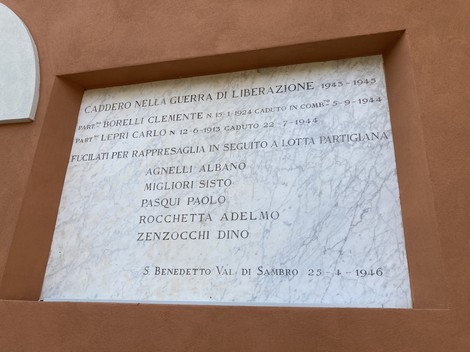 CADDERO NELLA GUERRA DI LIBERAZIONE 1943-1945
PART.NO BORELLI CLEMENTE N 15-1-1924 CADUTO IN COMB.TO 5-9-1944
PART.NO LEPRI CARLO N 12-6-1913 CADUTO 22-7-1944
FUCILATI PER RAPPRESAGLIA IN SEGUITO A LOTTA PARTIGIANA
AGNELLI ALBANO
MIGLIORI SISTO
PASQUI PAOLO
ROCCHETTA ADELMO
ZENZOCCHI DINO
S. BENEDETTO VAL. DI SAMBRO 25-4-1946